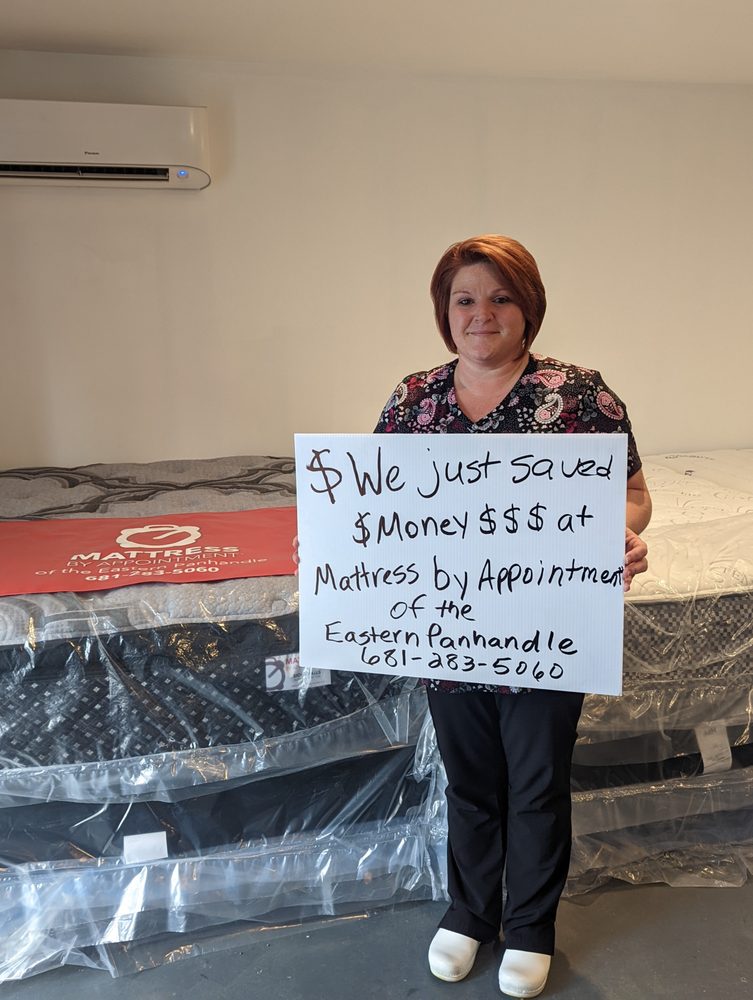 $ We just saved
$Money $$$ at
Mattress by Appointment
of the
Eastern Panhandle
681-283-5060
MATTRESS
BY APPOINTMENT
of the Eastern Panhandle
681-283-5060